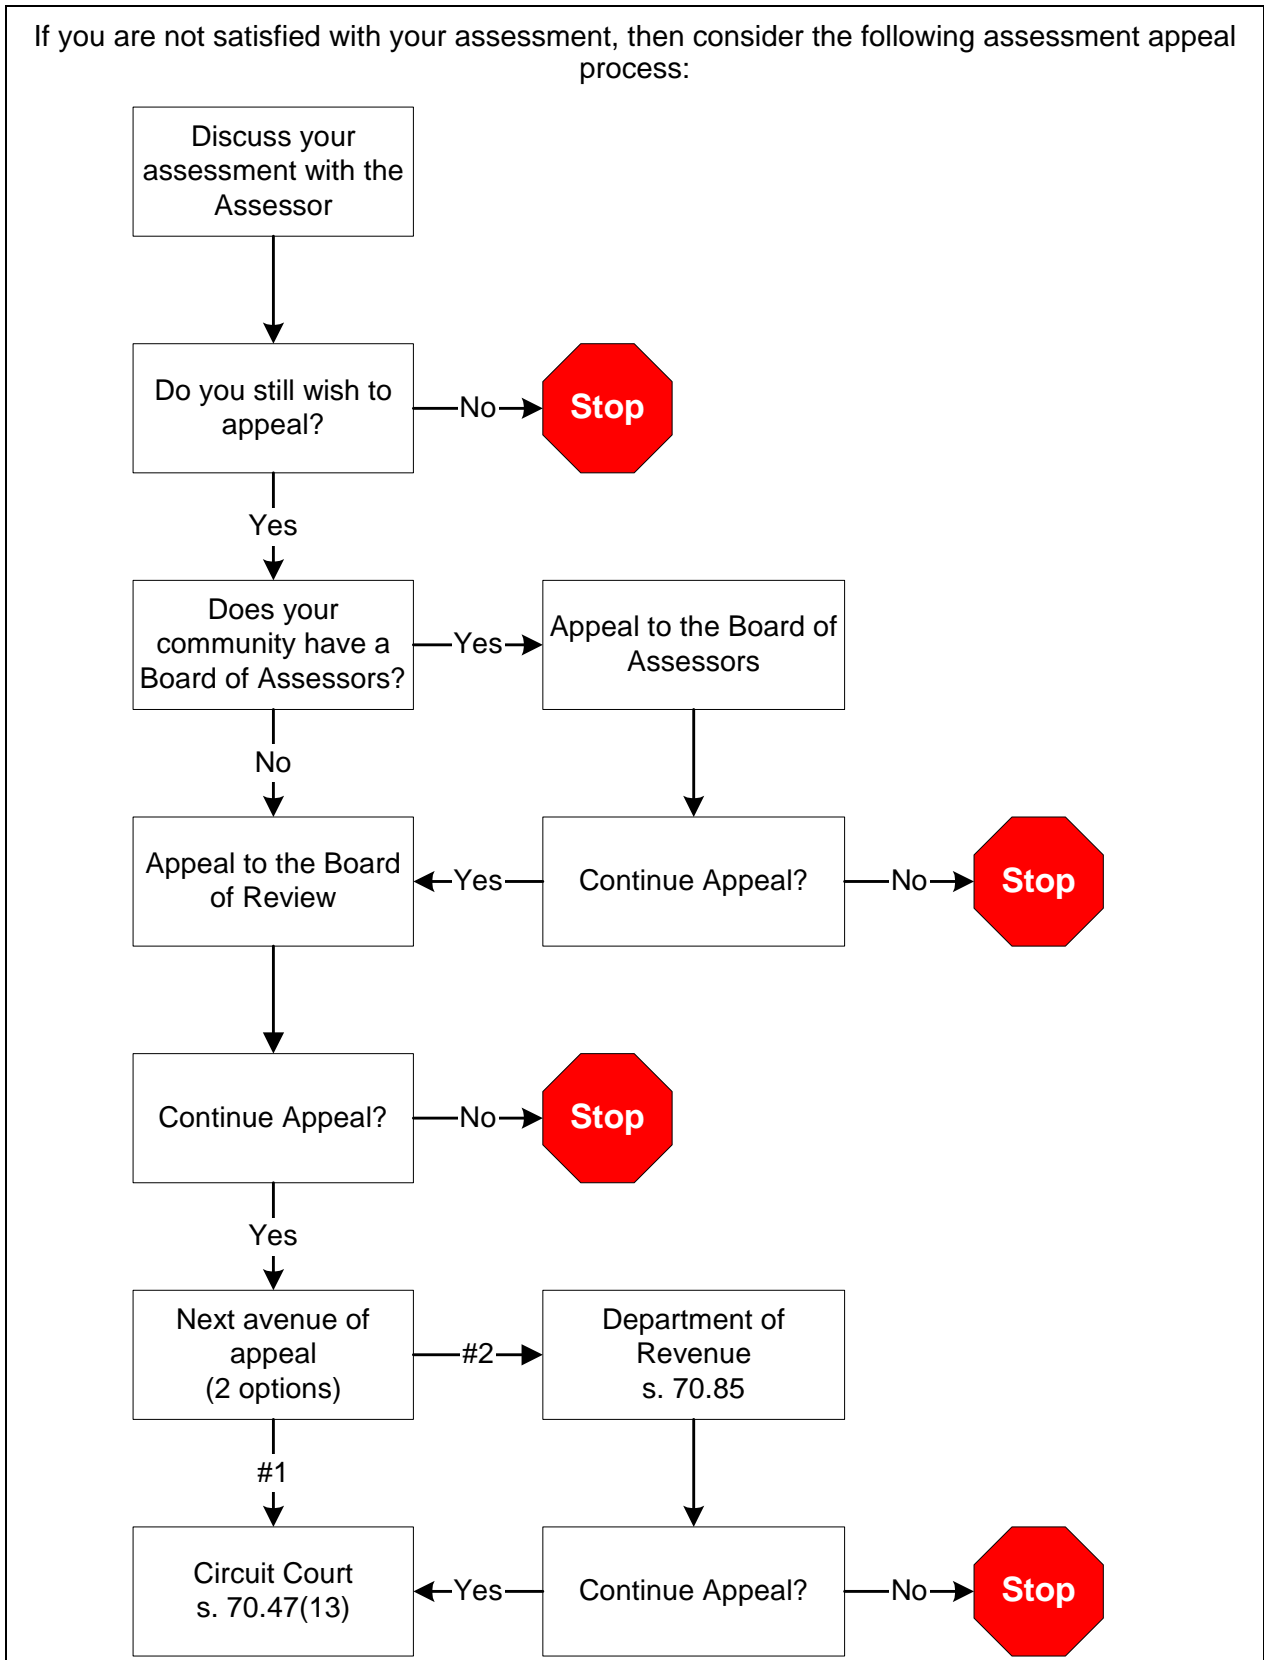 If you are not satisfied with your assessment, then consider the following assessment appeal
process:
Discuss your
assessment with the
Assessor
Do you still wish to
appeal?
No
Stop
Yes
Does your
community have a
Board of Assessors?
Yes
Appeal to the Board of
Assessors
No
Appeal to the Board
of Review
Yes
Continue Appeal?
No
Stop
Continue Appeal?
No
Stop
Yes
Next avenue of
appeal
(2 options)
#2
Department of
Revenue
s. 70.85
#1
Circuit Court
s. 70.47(13)
Yes
Continue Appeal?
No
Stop